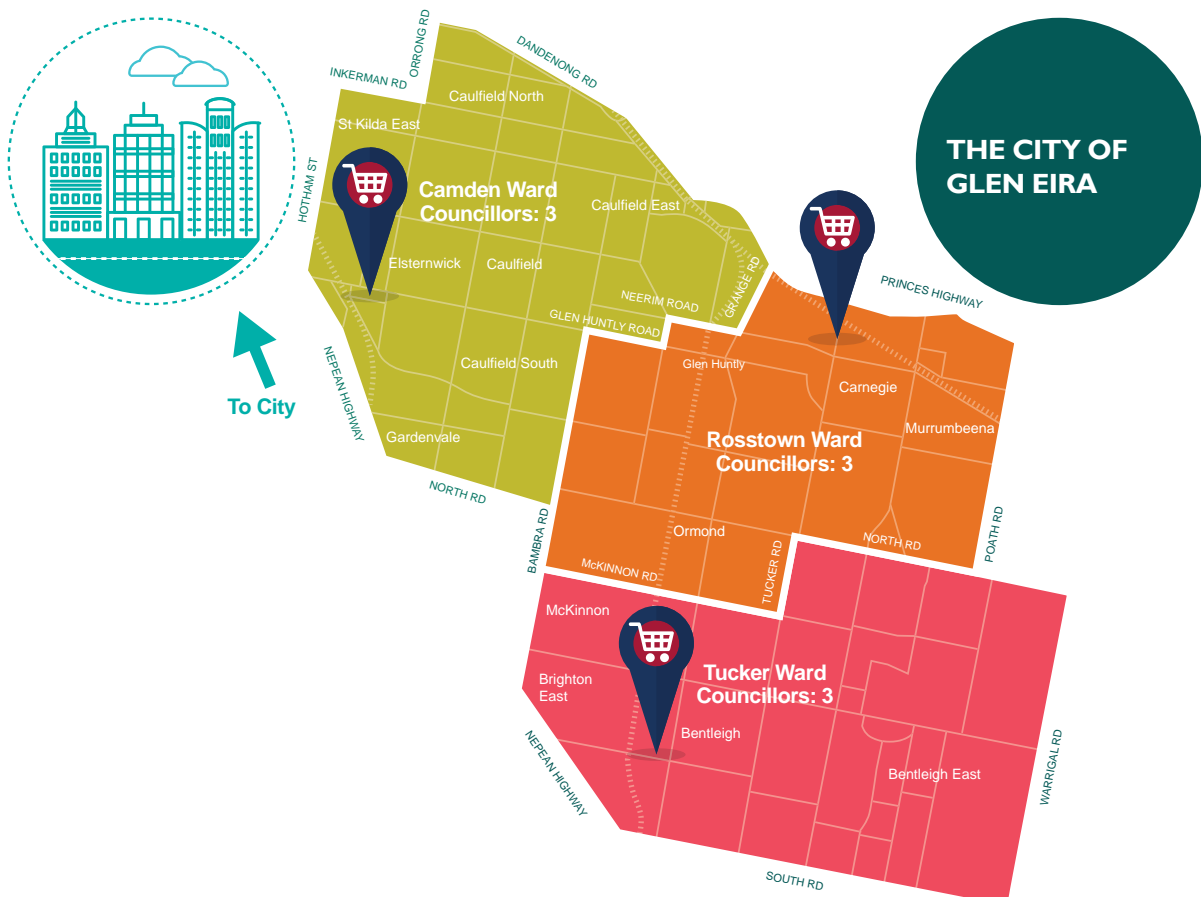 THE CITY OF
GLEN EIRA
ORRONG RD
DANDENONG RD
INKERMAN RD
Caulfield North
St Kilda East
HOTHAM ST
Camden Ward
Councillors: 3
Caulfield East
Elsternwick
Caulfield
GRANGE RD
NEERIM ROAD
PRINCES HIGHWAY
GLEN HUNTLY ROAD
NEPEAN HIGHWAY
Caulfield South
Glen Huntly
Carnegie
To City
Gardenvale
Murrumbeena
Rosstown Ward
Councillors: 3
NORTH RD
BAMBRA RD
Ormond
TUCKER RD
NORTH RD
POATH RD
McKINNON RD
McKinnon
Brighton
East
Tucker Ward
Councillors: 3
Bentleigh
NEPEAN HIGHWAY
Bentleigh East
WARRIGAL RD
SOUTH RD